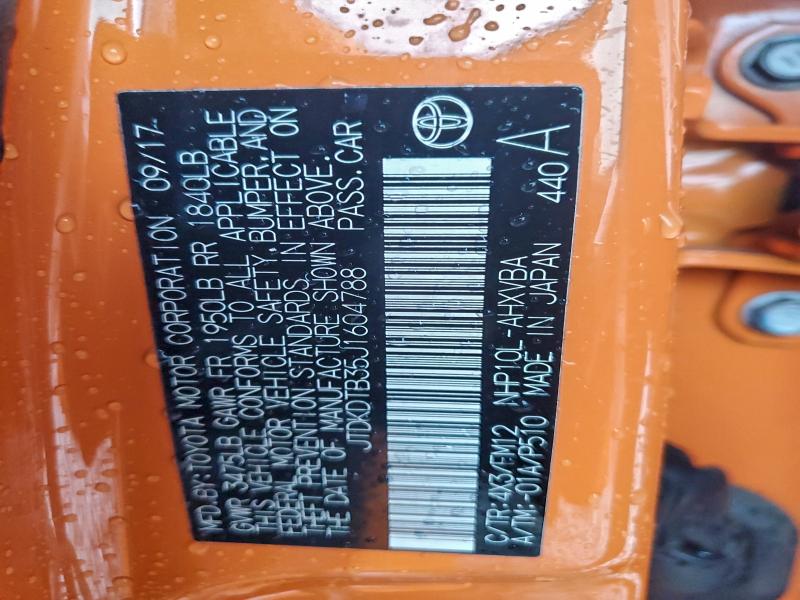 MFD BY: TOYOTA MOTOR CORPORATION 09/17
GVWR 3475LB GAWR FR 1950LB RR 1840LB
THIS VEHICLE CONFORMS TO ALL APPLICABLE
FEDERAL MOTOR VEHICLE SAFETY, BUMPER, AND
THEFT PREVENTION STANDARDS IN EFFECT ON
THE DATE OF MANUFACTURE SHOWN ABOVE.
JTDKDTB35J1604788 PASS. CAR
C/TR: 4X3/FM12 NHP10L-AHXVBA
A/TM: -01A/P510 MADE IN JAPAN 440 A